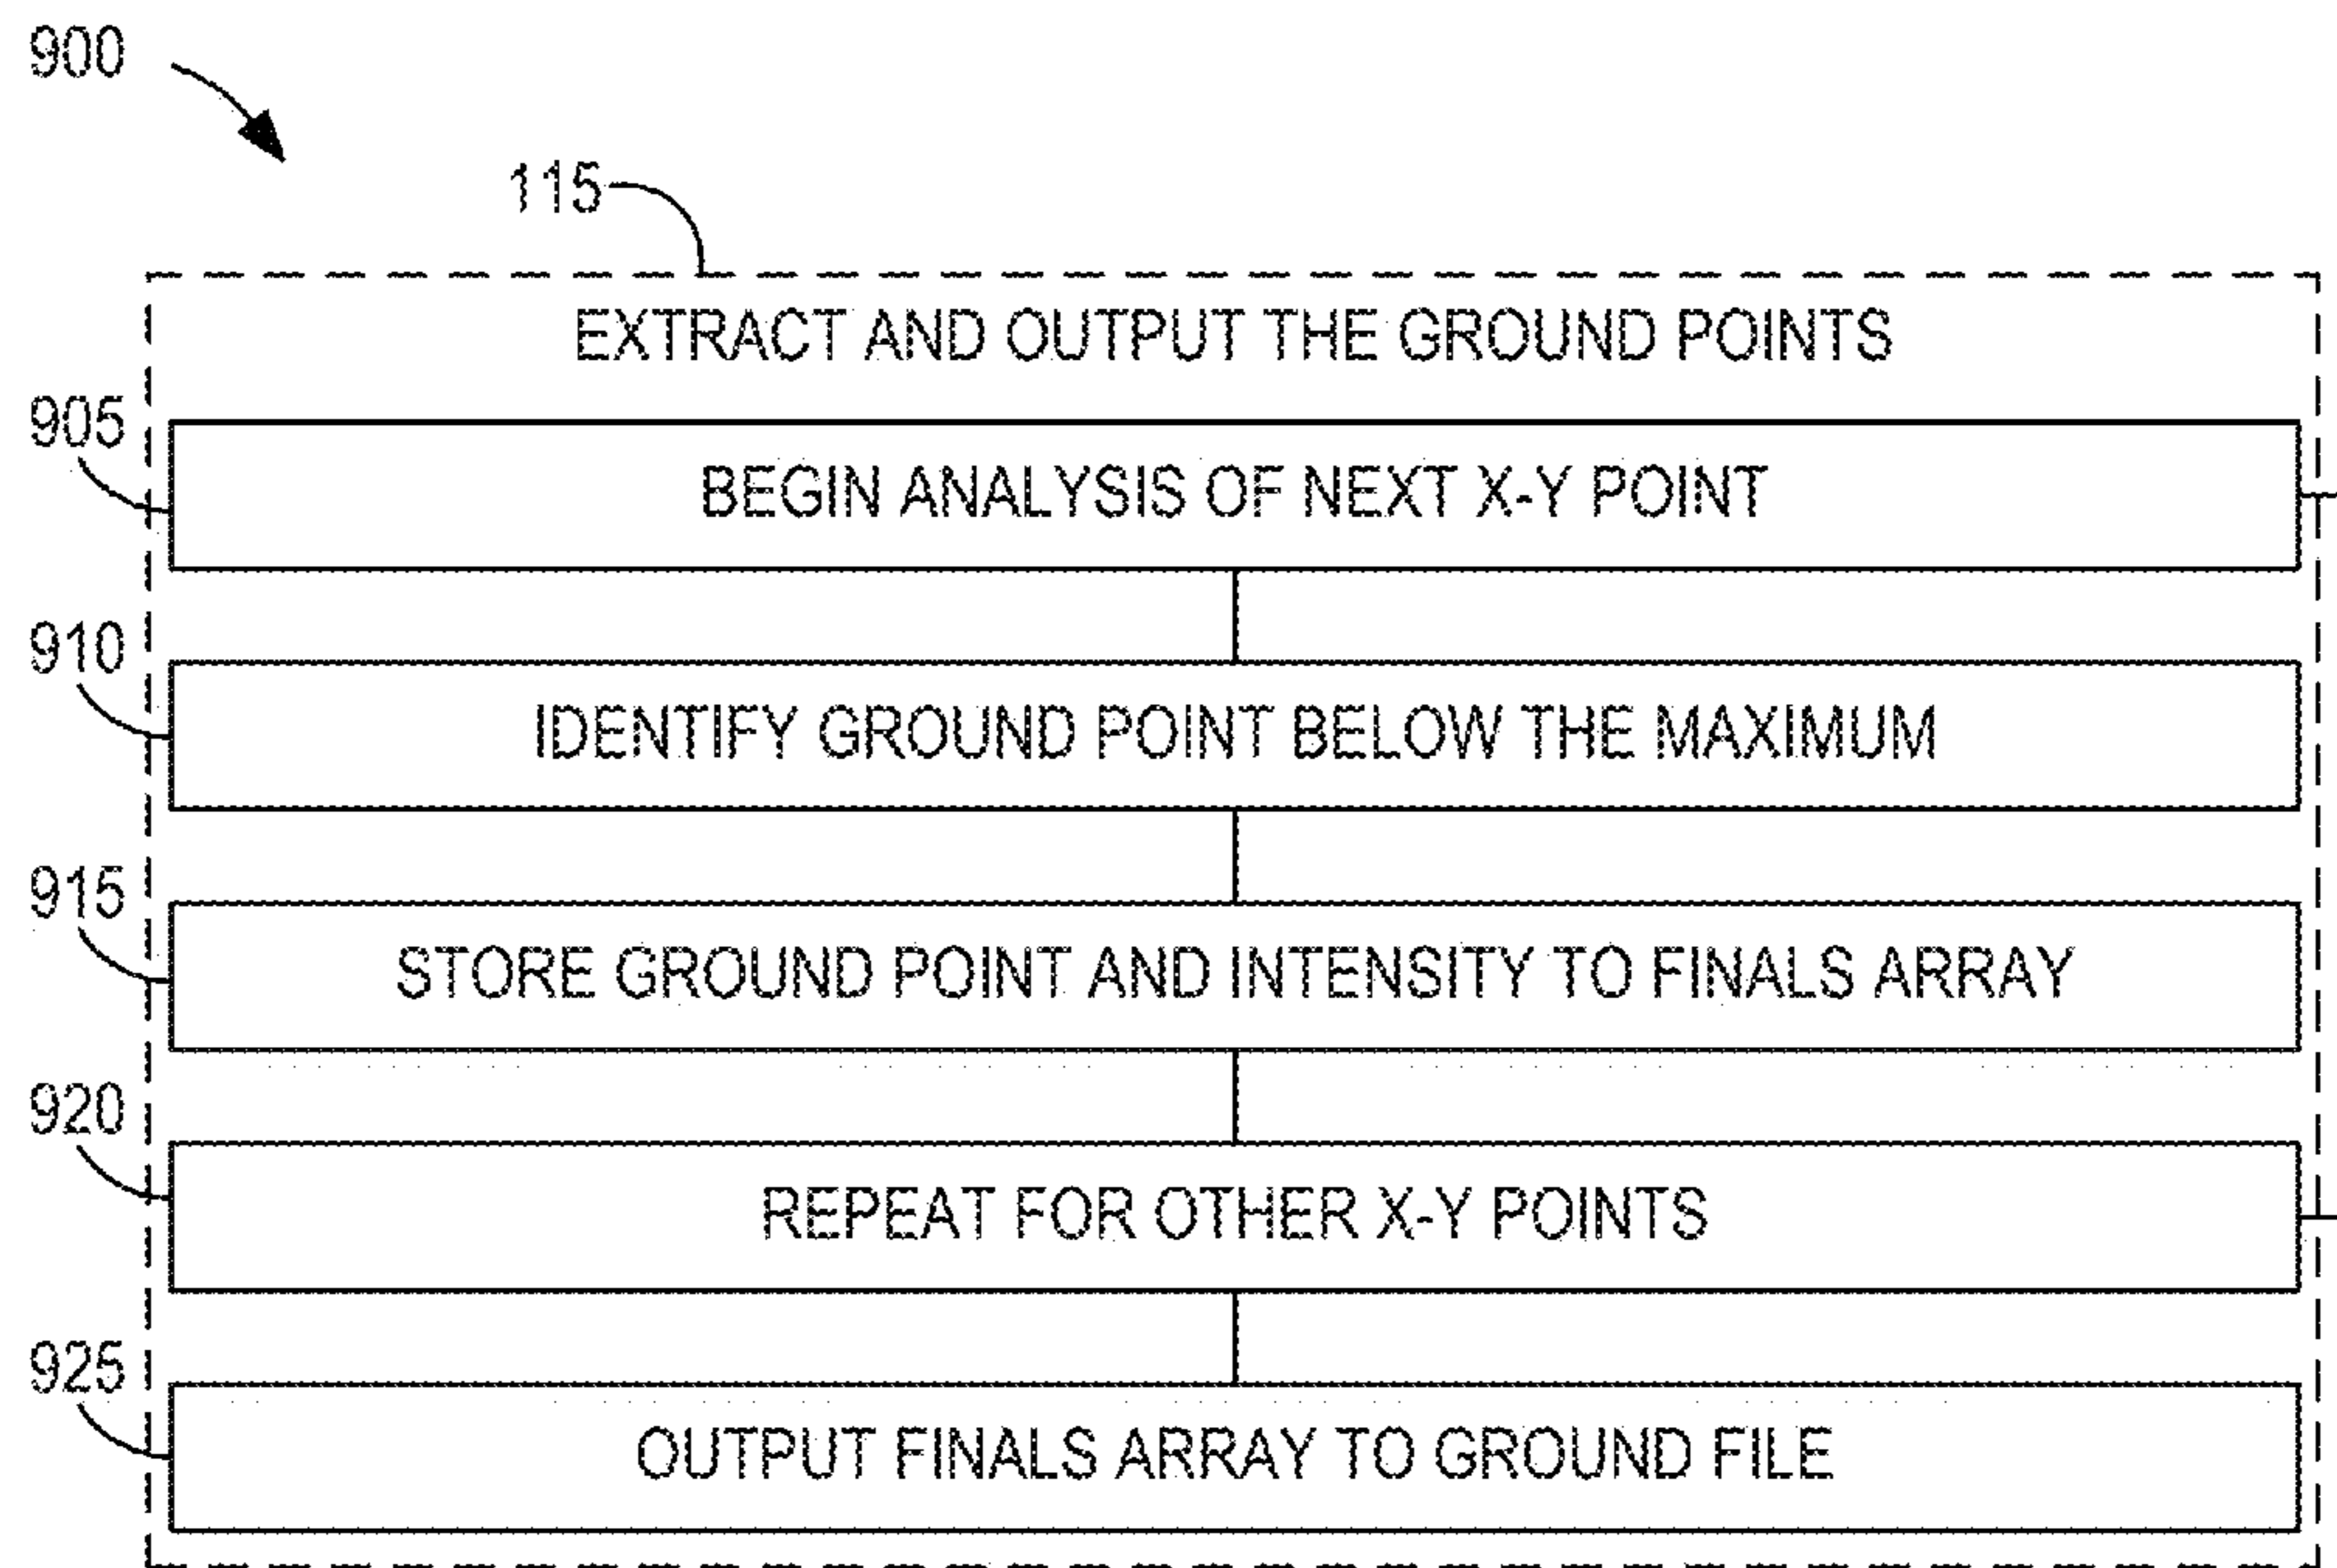 900
115
EXTRACT AND OUTPUT THE GROUND POINTS
905
BEGIN ANALYSIS OF NEXT X-Y POINT
910
IDENTIFY GROUND POINT BELOW THE MAXIMUM
915
STORE GROUND POINT AND INTENSITY TO FINALS ARRAY
920
REPEAT FOR OTHER X-Y POINTS
925
OUTPUT FINALS ARRAY TO GROUND FILE